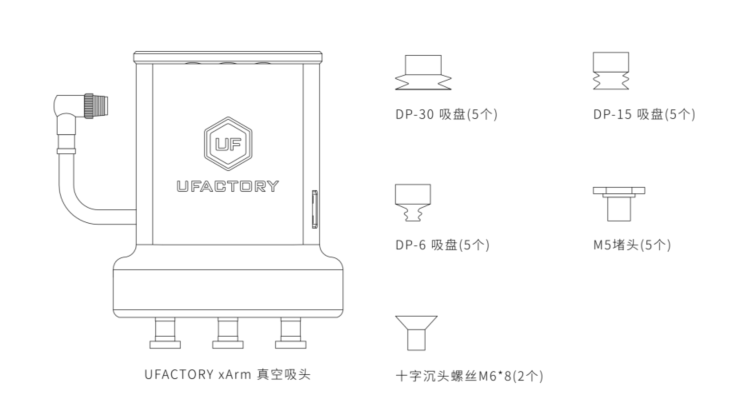 UF
UFACTORY
DP-30 吸盘(5个)
DP-15 吸盘(5个)
DP-6 吸盘(5个)
M5堵头(5个)
UFACTORY xArm 真空吸头
十字沉头螺丝M6*8(2个)